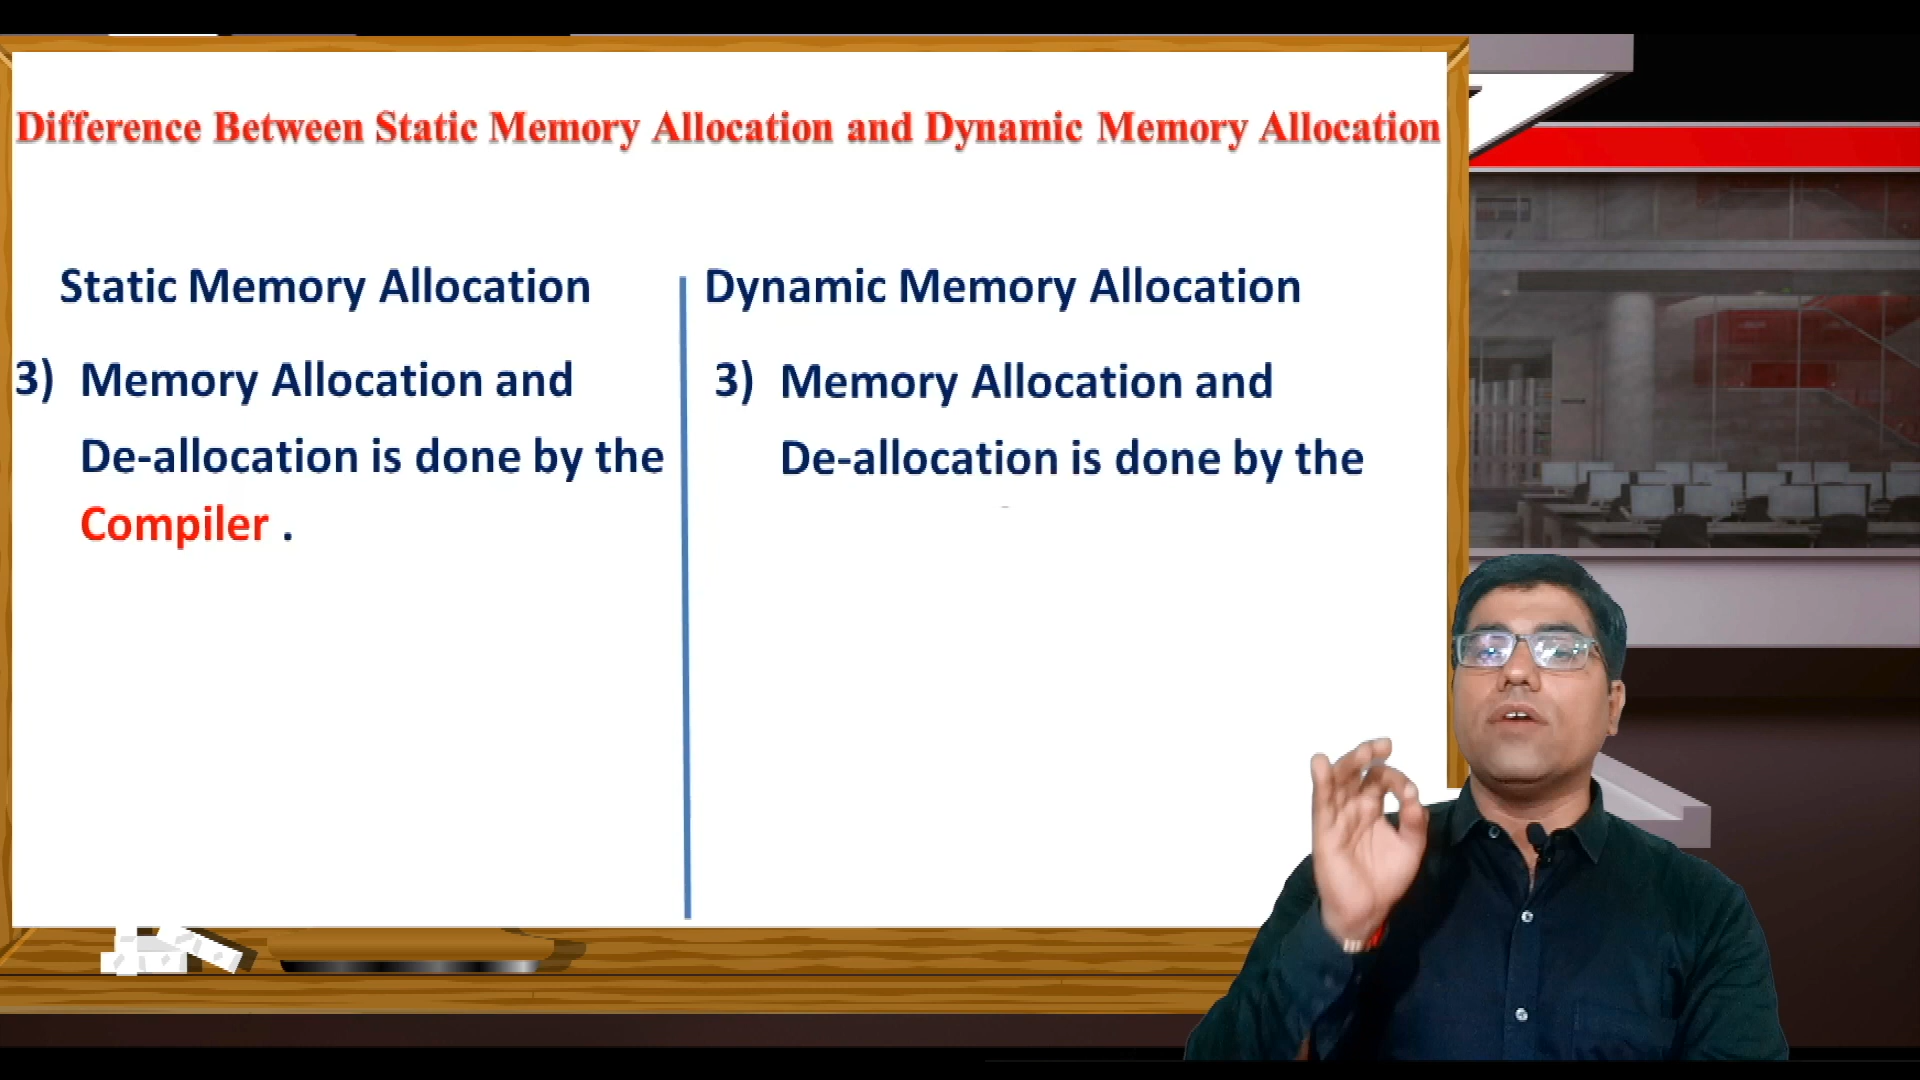 Difference Between Static Memory Allocation and Dynamic Memory Allocation
Static Memory Allocation
3) Memory Allocation and
De-allocation is done by the
Compiler .
Dynamic Memory Allocation
3) Memory Allocation and
De-allocation is done by the